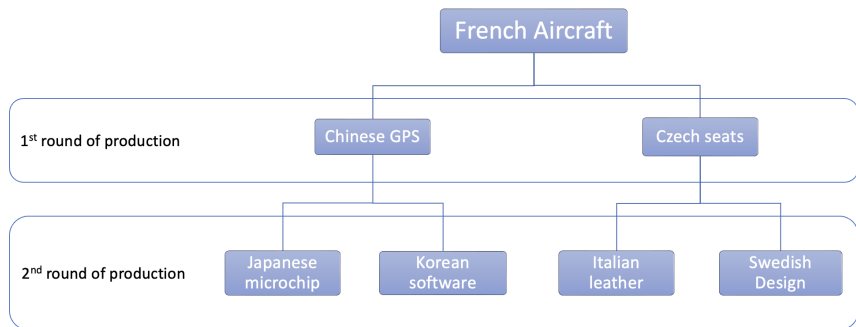 French Aircraft
1st round of production
Chinese GPS
Czech seats
2nd round of production
Japanese
microchip
Korean
software
Italian
leather
Swedish
Design